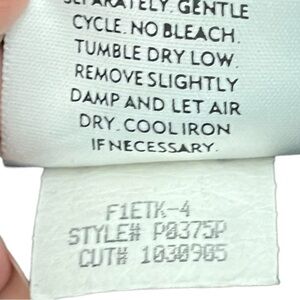 SEPARATELY. GENTLE
CYCLE. NO BLEACH.
TUMBLE DRY LOW.
REMOVE SLIGHTLY
DAMP AND LET AIR
DRY. COOL IRON
IF NECESSARY.
F1ETK-4
STYLE# P0375P
CUT# 1030905